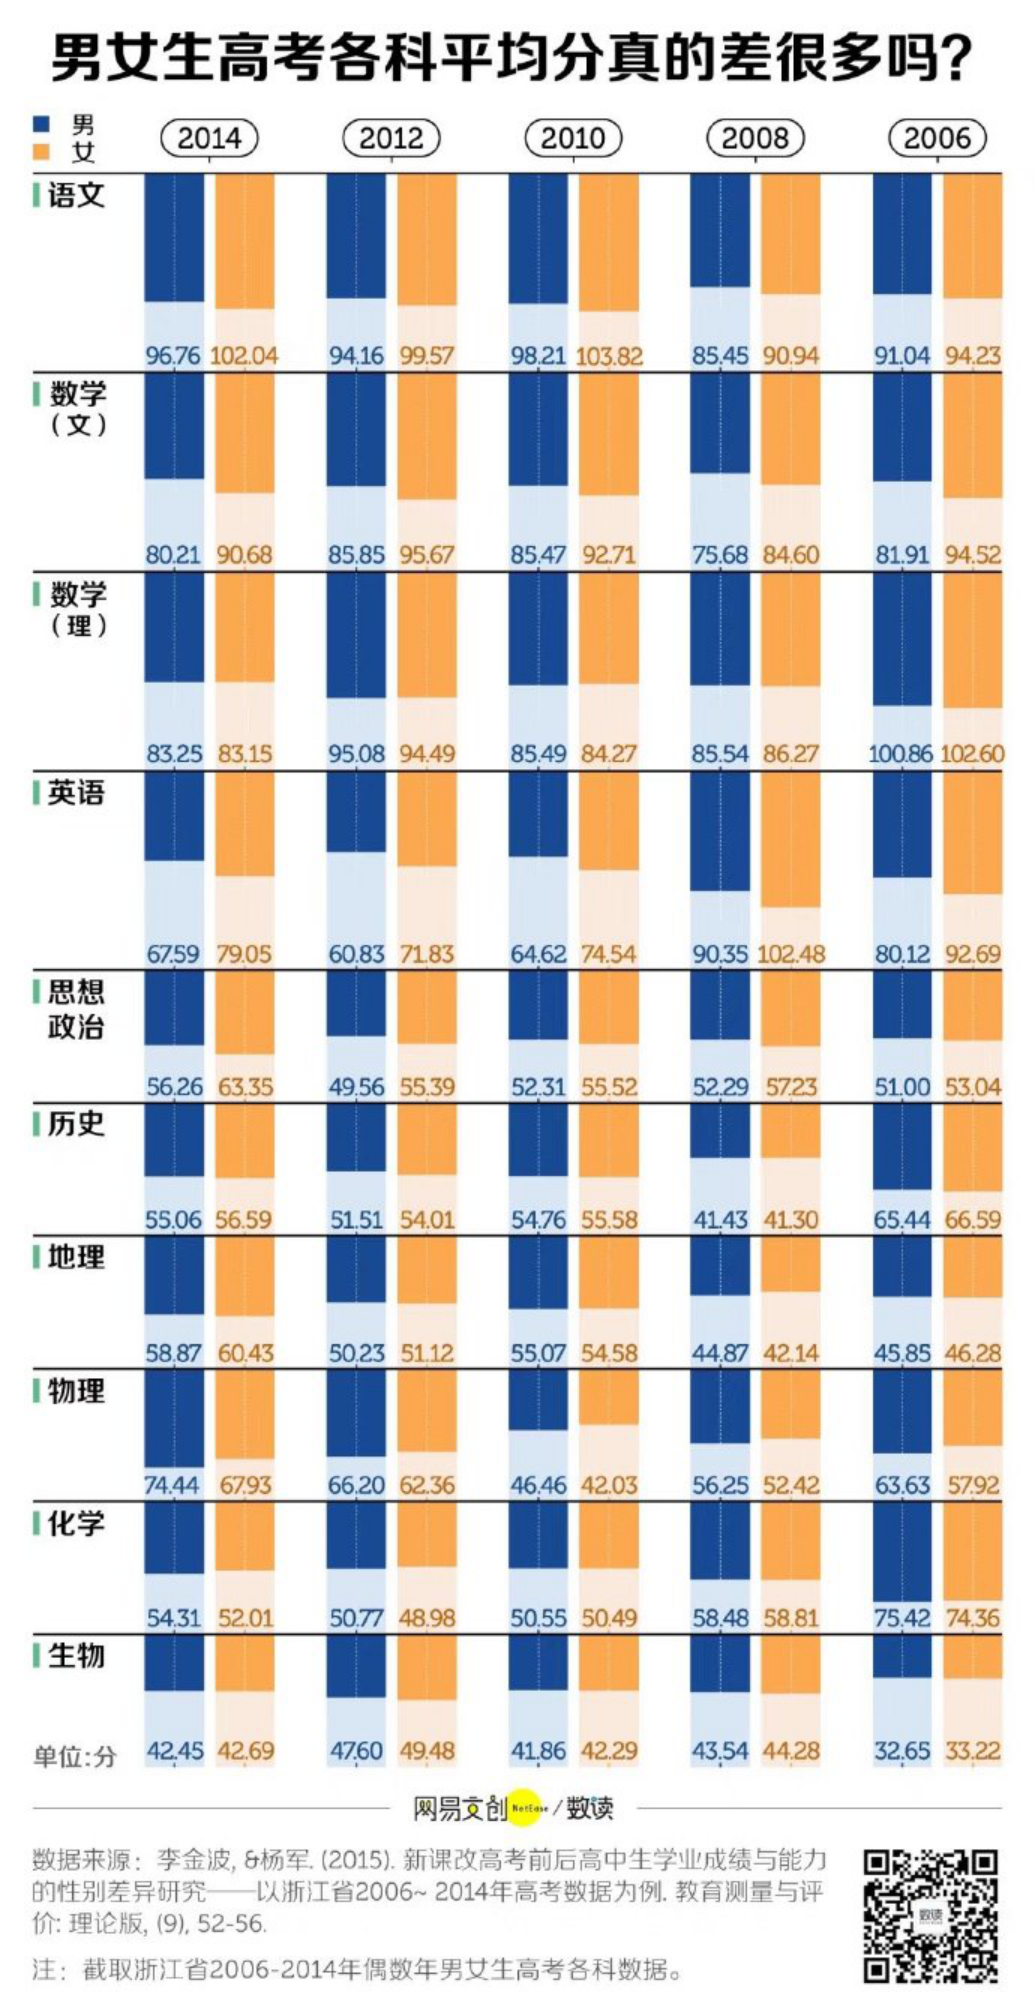 男女生高考各科平均分真的差很多吗?
男
女
2014 2012 2010 2008 2006
语文
96.76 102.04 94.16 99.57 98.21 103.82 85.45 90.94 91.04 94.23
数学
（文）
80.21 90.68 85.85 95.67 85.47 92.71 75.68 84.60 81.91 94.52
数学
（理）
83.25 83.15 95.08 94.49 85.49 84.27 85.54 86.27 100.86 102.60
英语
67.59 79.05 60.83 71.83 64.62 74.54 90.35 102.48 80.12 92.69
思想
政治
56.26 63.35 49.56 55.39 52.31 55.52 52.29 57.23 51.00 53.04
历史
55.06 56.59 51.51 54.01 54.76 55.58 41.43 41.30 65.44 66.59
地理
58.87 60.43 50.23 51.12 55.07 54.58 44.87 42.14 45.85 46.28
物理
74.44 67.93 66.20 62.36 46.46 42.03 56.25 52.42 63.63 57.92
化学
54.31 52.01 50.77 48.98 50.55 50.49 58.48 58.81 75.42 74.36
生物
单位:分 42.45 42.69 47.60 49.48 41.86 42.29 43.54 44.28 32.65 33.22
网易文创 NetEase / 数读
数据来源：李金波, &杨军. (2015). 新课改高考前后高中生学业成绩与能力
的性别差异研究——以浙江省2006~ 2014年高考数据为例. 教育测量与评
价: 理论版, (9), 52-56.
数读
注：截取浙江省2006-2014年偶数年男女生高考各科数据。